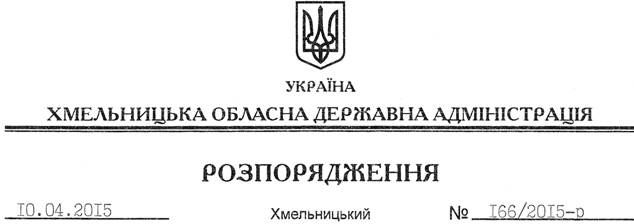 УКРАЇНА
ХМЕЛЬНИЦЬКА ОБЛАСНА ДЕРЖАВНА АДМІНІСТРАЦІЯ
РОЗПОРЯДЖЕННЯ
10.04.2015 Хмельницький № 166/2015-р